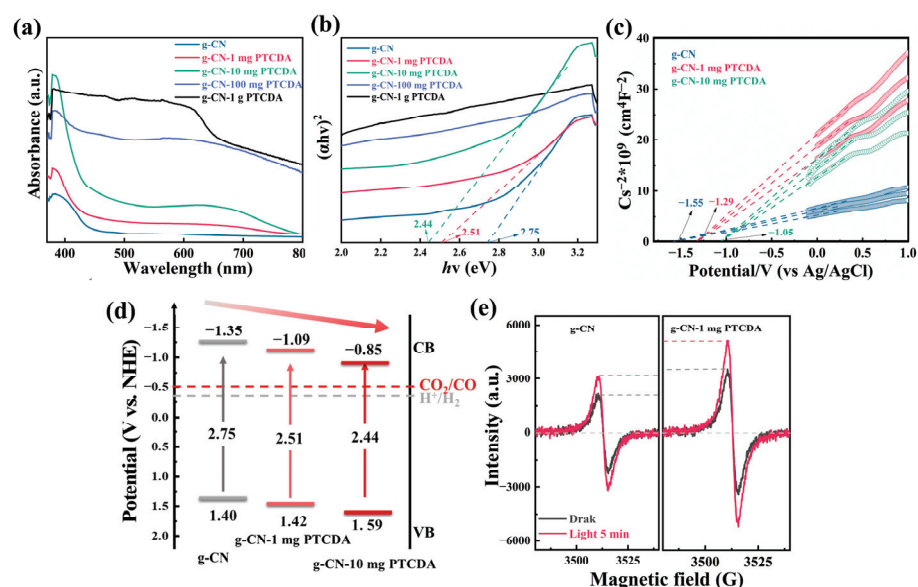 (a)
Absorbance (a.u.)
g-CN
g-CN-1 mg PTCDA
g-CN-10 mg PTCDA
g-CN-100 mg PTCDA
g-CN-1 g PTCDA
400 500 600 700 80
Wavelength (nm)
(b)
(αhν)²
g-CN
g-CN-1 mg PTCDA
g-CN-10 mg PTCDA
g-CN-100 mg PTCDA
g-CN-1 g PTCDA
2.44
2.51
2.75
2.0 2.2 2.4 2.6 2.8 3.0 3.2
hν (eV)
(c)
Cs⁻²*10⁹ (cm⁴F⁻²)
40
35
30
25
20
15
10
5
0
g-CN
g-CN-1 mg PTCDA
g-CN-10 mg PTCDA
−1.55
−1.29
−1.05
−2.0 −1.5 −1.0 −0.5 0.0 0.5 1.0
Potential/V (vs Ag/AgCl)
(d)
Potential (V vs. NHE)
−1.5
−1.0
−0.5
0.0
0.5
1.0
1.5
2.0
−1.35
−1.09
−0.85
CB
CO₂/CO
H⁺/H₂
2.75
2.51
2.44
1.40
1.42
1.59
VB
g-CN
g-CN-1 mg PTCDA
g-CN-10 mg PTCDA
(e)
Intensity (a.u.)
6000
3000
0
−3000
−6000
g-CN
g-CN-1 mg PTCDA
Drak
Light 5 min
3500 3525 3500 3525
Magnetic field (G)